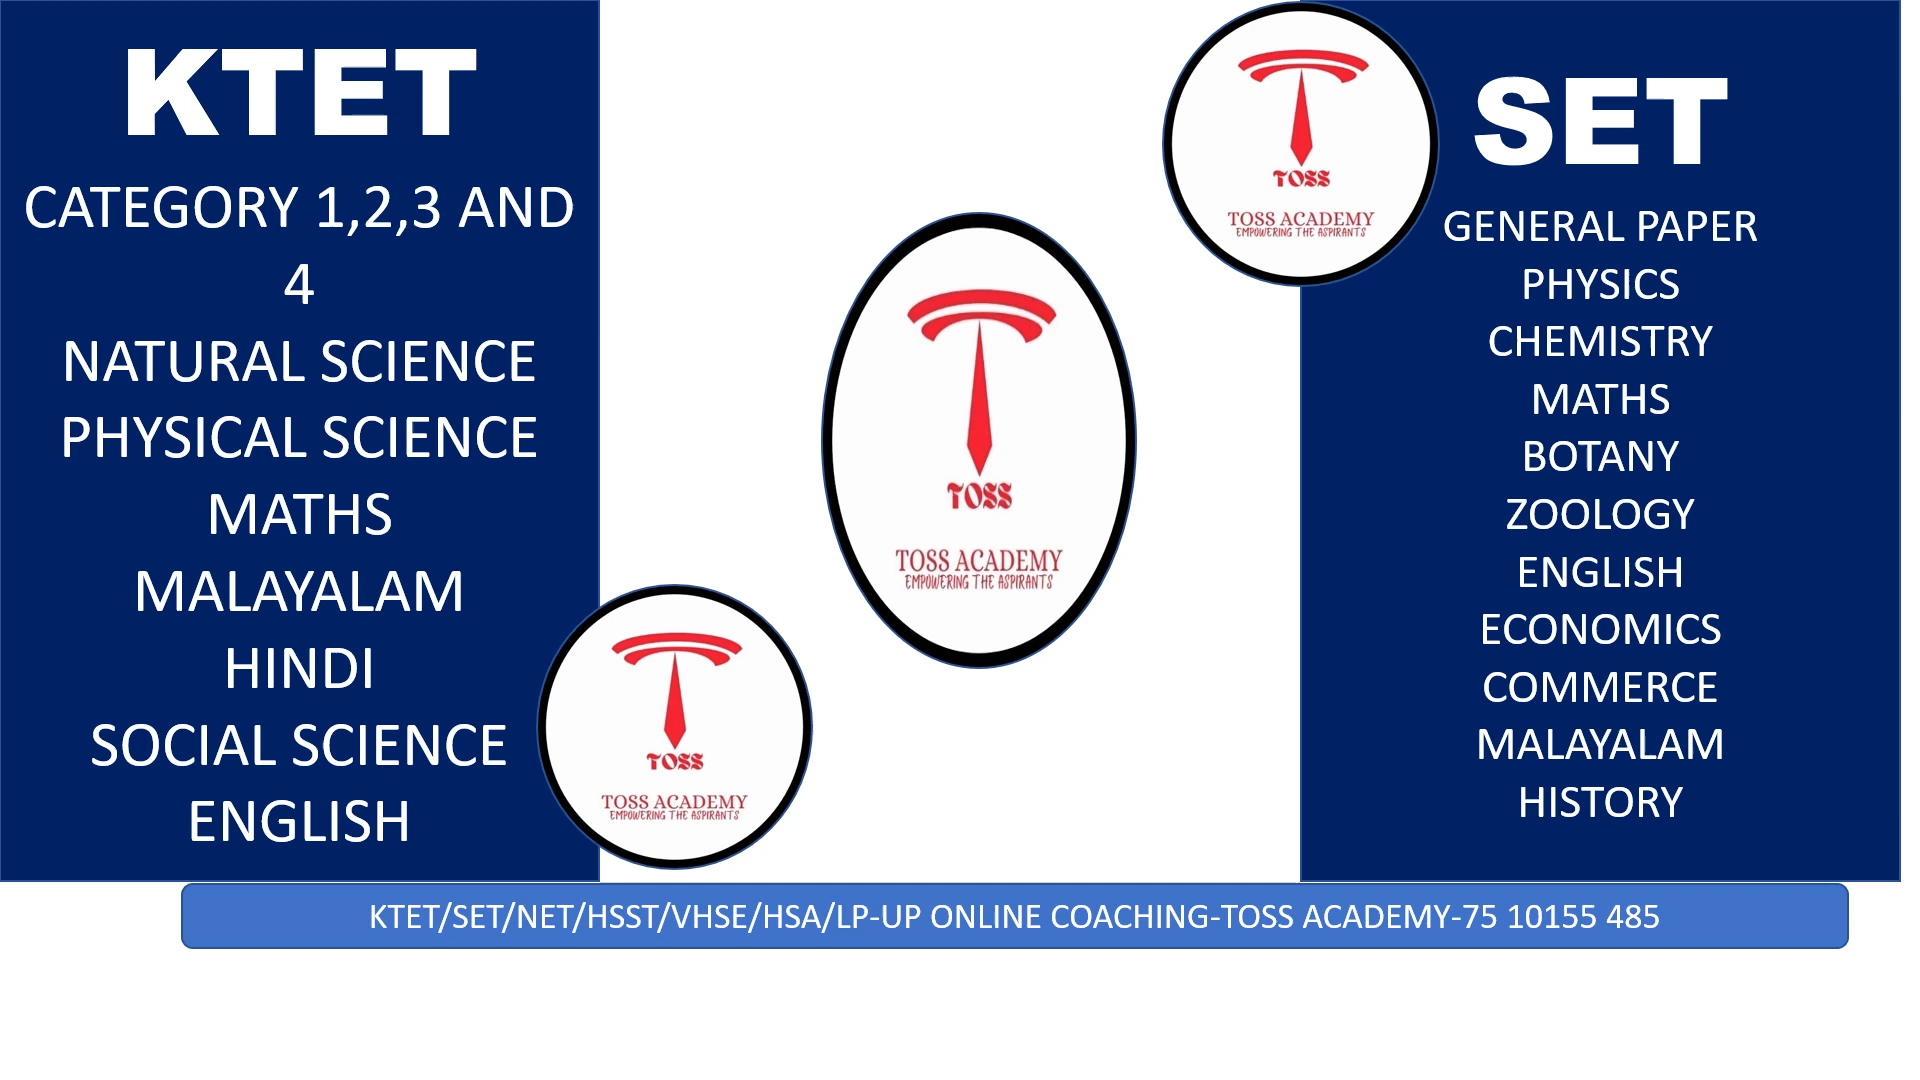 KTET
CATEGORY 1,2,3 AND
4
NATURAL SCIENCE
PHYSICAL SCIENCE
MATHS
MALAYALAM
HINDI
SOCIAL SCIENCE
ENGLISH
TOSS
TOSS ACADEMY
EMPOWERING THE ASPIRANTS
TOSS
TOSS ACADEMY
EMPOWERING THE ASPIRANTS
TOSS
TOSS ACADEMY
EMPOWERING THE ASPIRANTS
SET
GENERAL PAPER
PHYSICS
CHEMISTRY
MATHS
BOTANY
ZOOLOGY
ENGLISH
ECONOMICS
COMMERCE
MALAYALAM
HISTORY
KTET/SET/NET/HSST/VHSE/HSA/LP-UP ONLINE COACHING-TOSS ACADEMY-75 10155 485